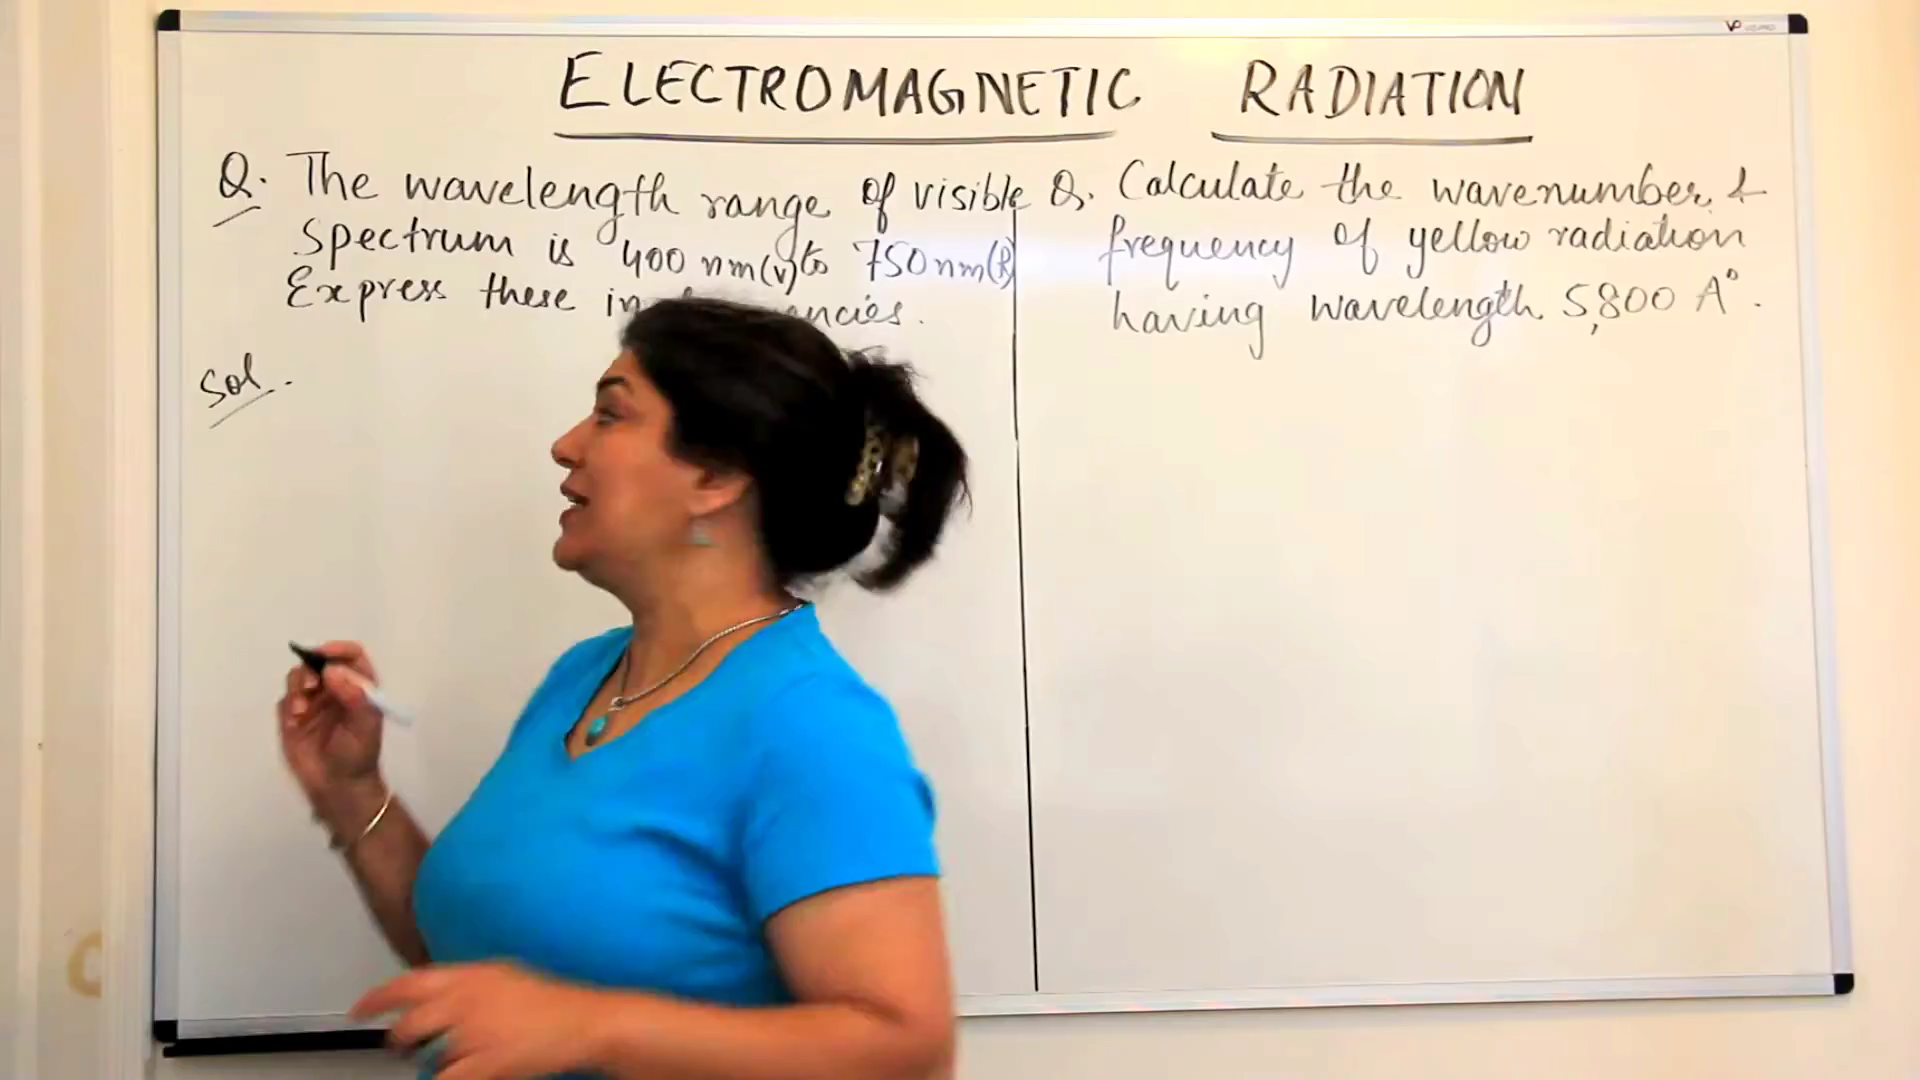 ELECTROMAGNETIC RADIATION
Q. The wavelength range of visible
Spectrum is 400 nm(V) to 750 nm(R)
Express these in
Sol.
Q. Calculate the wavenumber &
frequency of yellow radiation
having wavelength 5,800 A°.